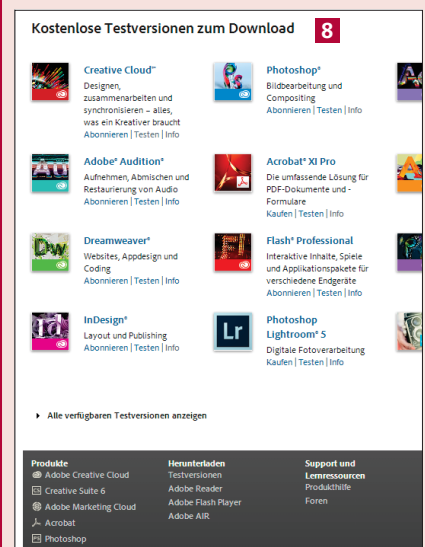 Kostenlose Testversionen zum Download 8
Creative Cloud™
Designen,
zusammenarbeiten und
synchronisieren – alles,
was ein Kreativer braucht
Abonnieren | Testen | Info
Photoshop®
Bildbearbeitung und
Compositing
Abonnieren | Testen | Info
Adobe® Audition®
Aufnehmen, Abmischen und
Restaurierung von Audio
Abonnieren | Testen | Info
Acrobat® XI Pro
Die umfassende Lösung für
PDF-Dokumente und -
Formulare
Kaufen | Testen | Info
Dw
Dreamweaver®
Websites, Appdesign und
Coding
Abonnieren | Testen | Info
Fl
Flash® Professional
Interaktive Inhalte, Spiele
und Applikationspakete für
verschiedene Endgeräte
Abonnieren | Testen | Info
Id
InDesign®
Layout und Publishing
Abonnieren | Testen | Info
Lr
Photoshop
Lightroom® 5
Digitale Fotoverarbeitung
Kaufen | Testen | Info
Alle verfügbaren Testversionen anzeigen
Produkte
Adobe Creative Cloud
Creative Suite 6
Adobe Marketing Cloud
Acrobat
Photoshop
Herunterladen
Testversionen
Adobe Reader
Adobe Flash Player
Adobe AIR
Support und
Lernressourcen
Produkthilfe
Foren